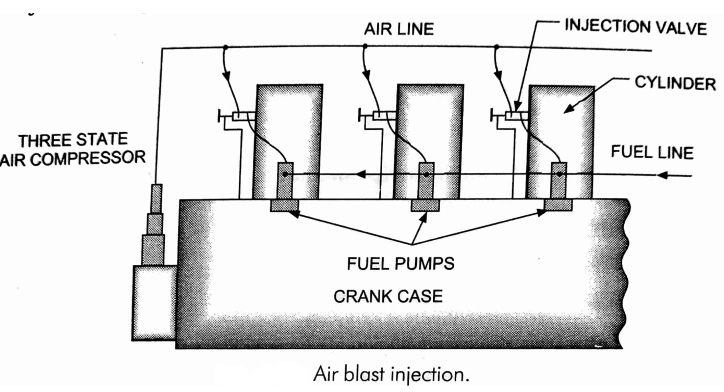 AIR LINE
INJECTION VALVE
CYLINDER
THREE STATE
AIR COMPRESSOR
FUEL LINE
FUEL PUMPS
CRANK CASE
Air blast injection.